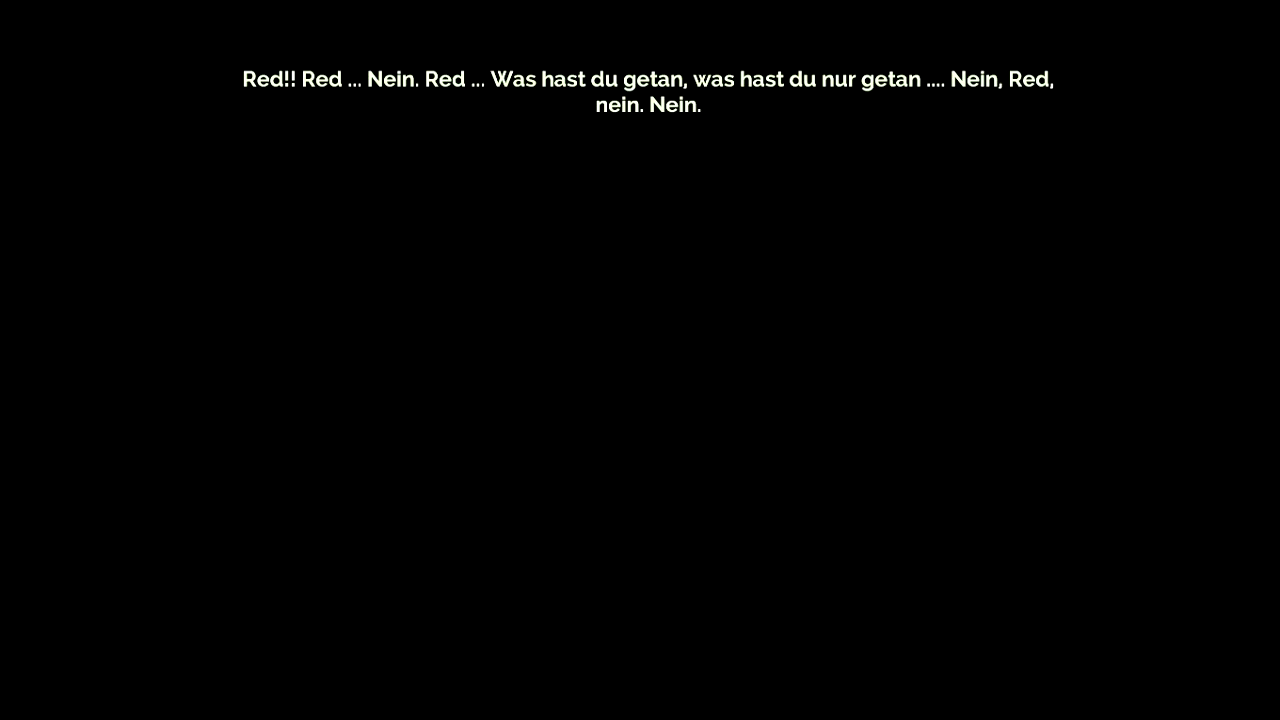 Red!! Red ... Nein. Red ... Was hast du getan, was hast du nur getan .... Nein, Red,
nein. Nein.